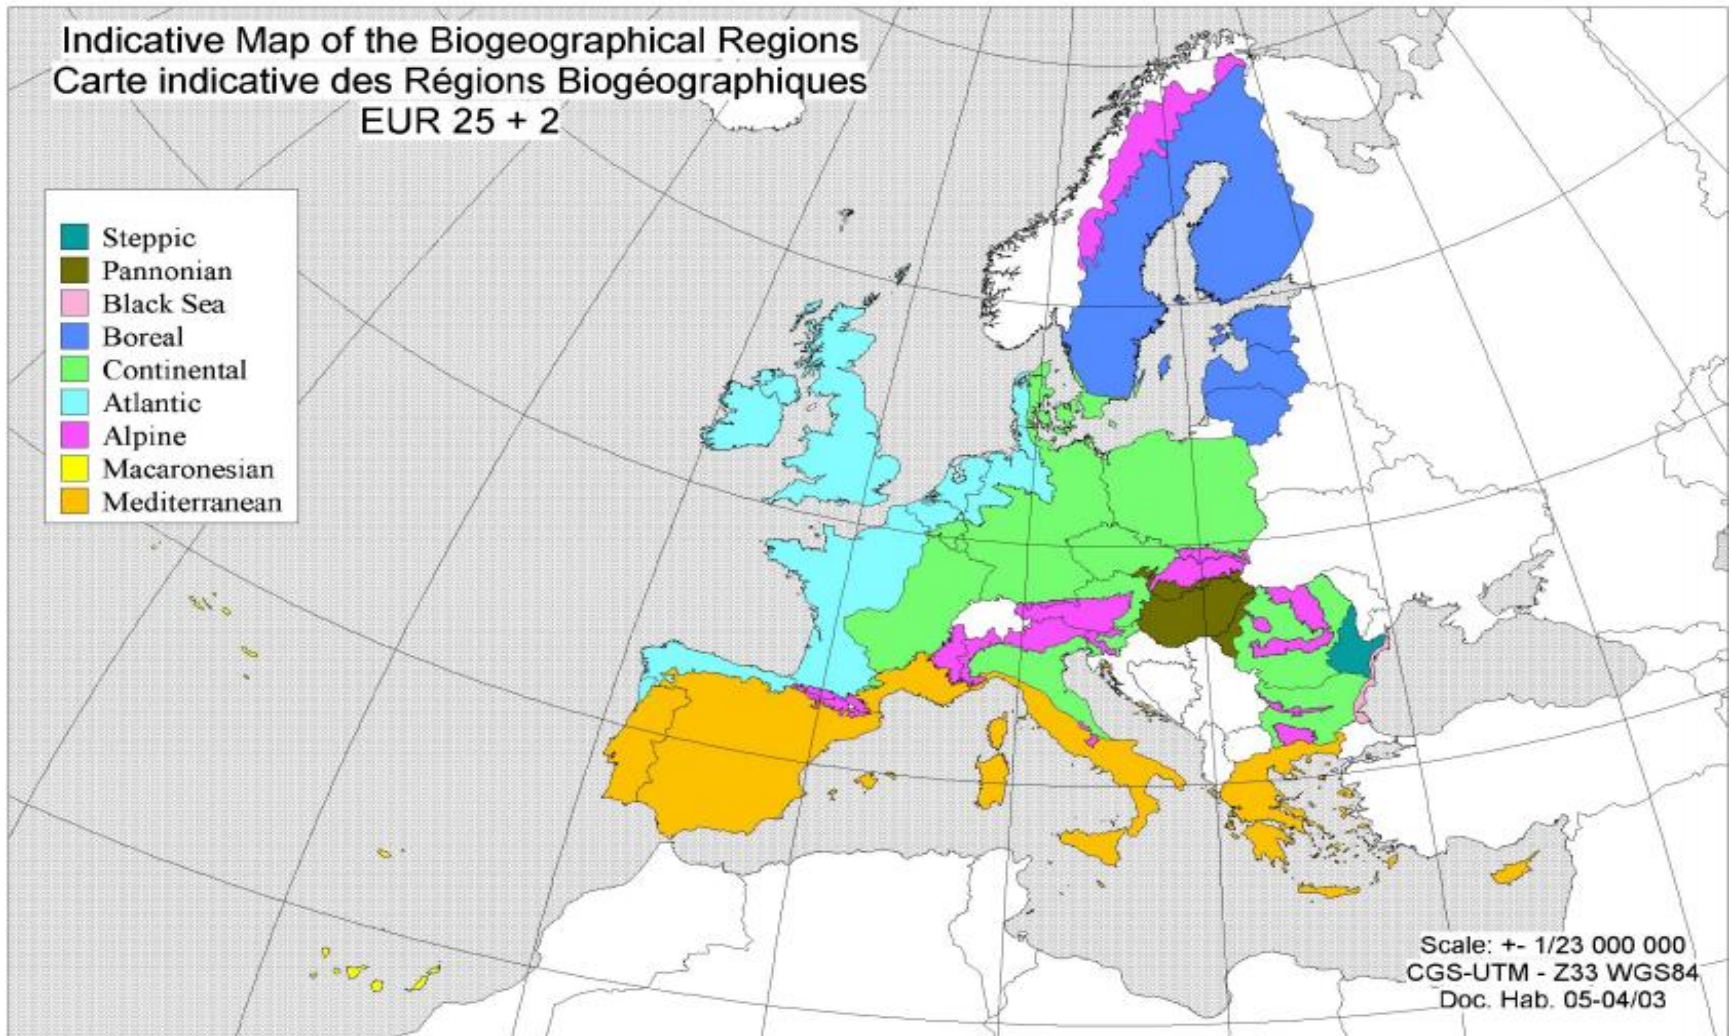 Indicative Map of the Biogeographical Regions
Carte indicative des Régions Biogéographiques
EUR 25 + 2
Steppic
Pannonian
Black Sea
Boreal
Continental
Atlantic
Alpine
Macaronesian
Mediterranean
Scale: +- 1/23 000 000
CGS-UTM - Z33 WGS84
Doc. Hab. 05-04/03